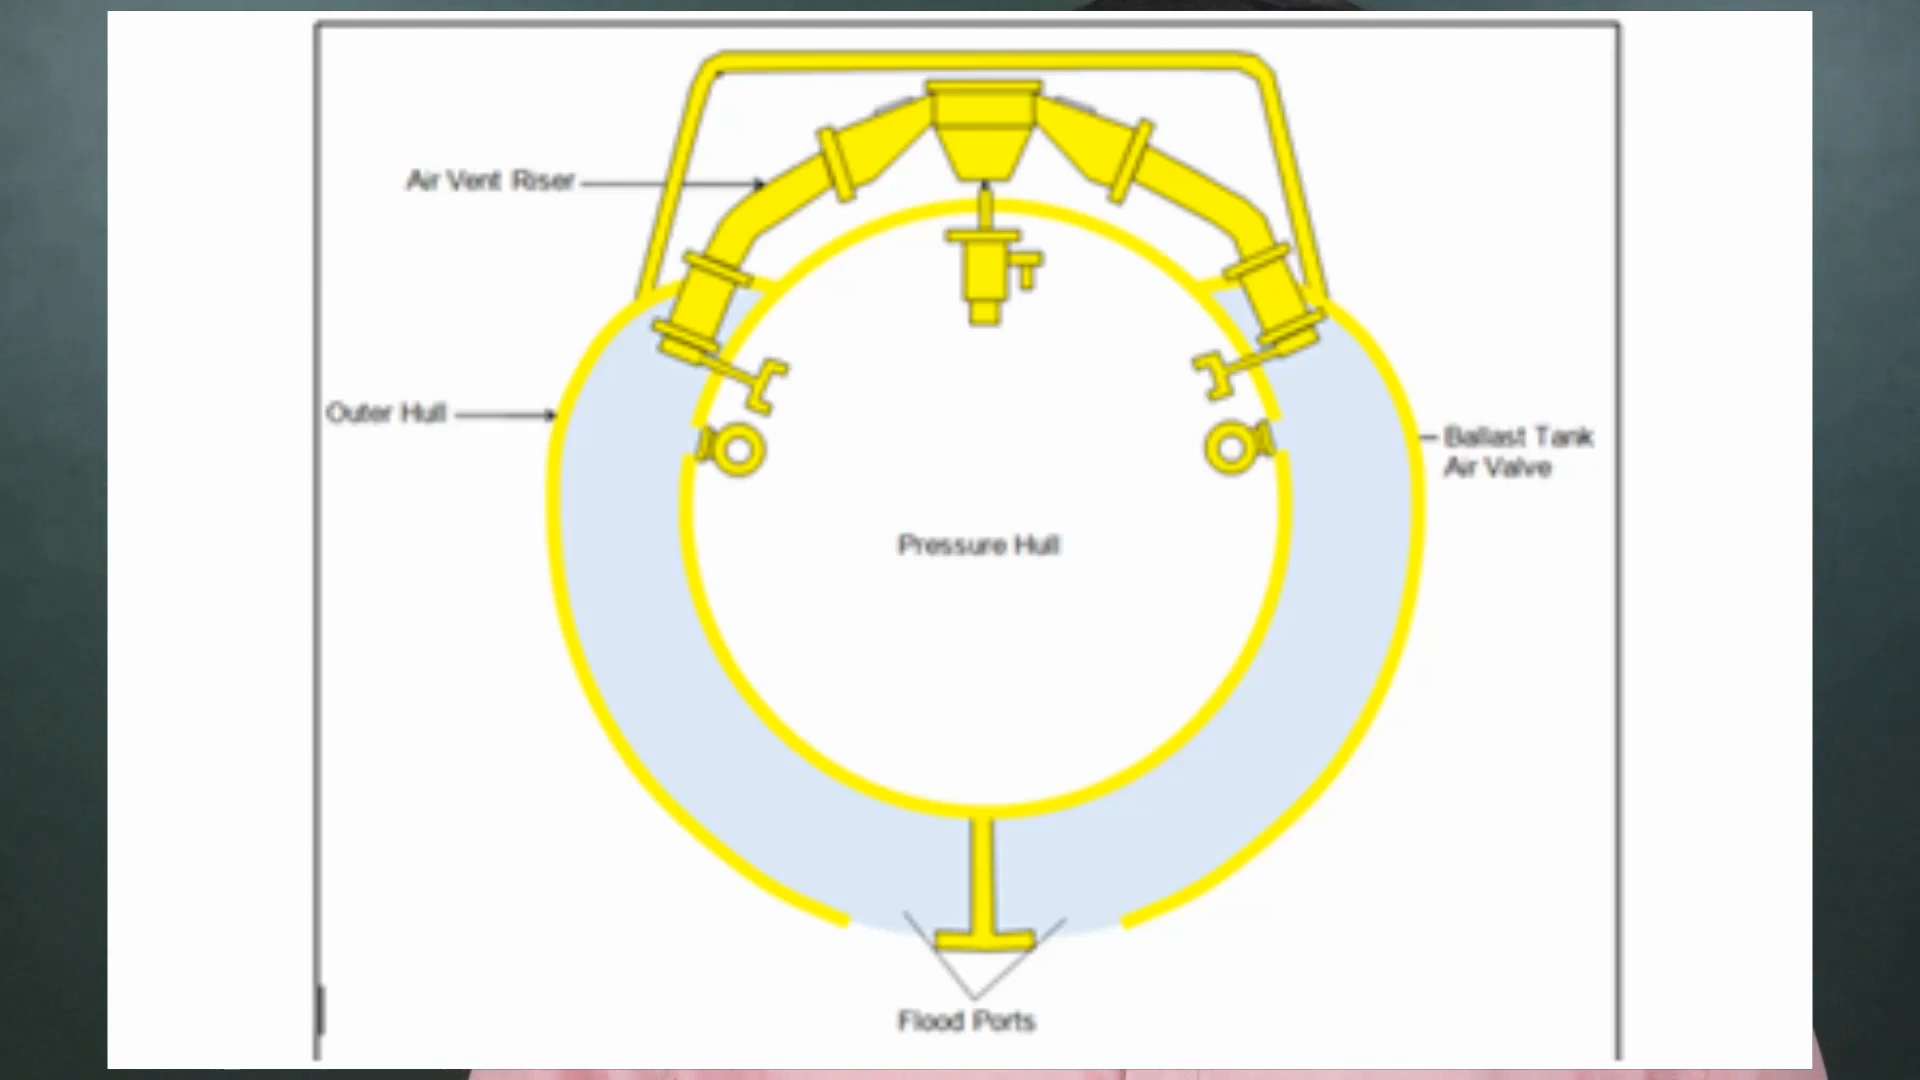 Air Vent Riser
Outer Hull
Ballast Tank
Air Valve
Pressure Hull
Flood Ports